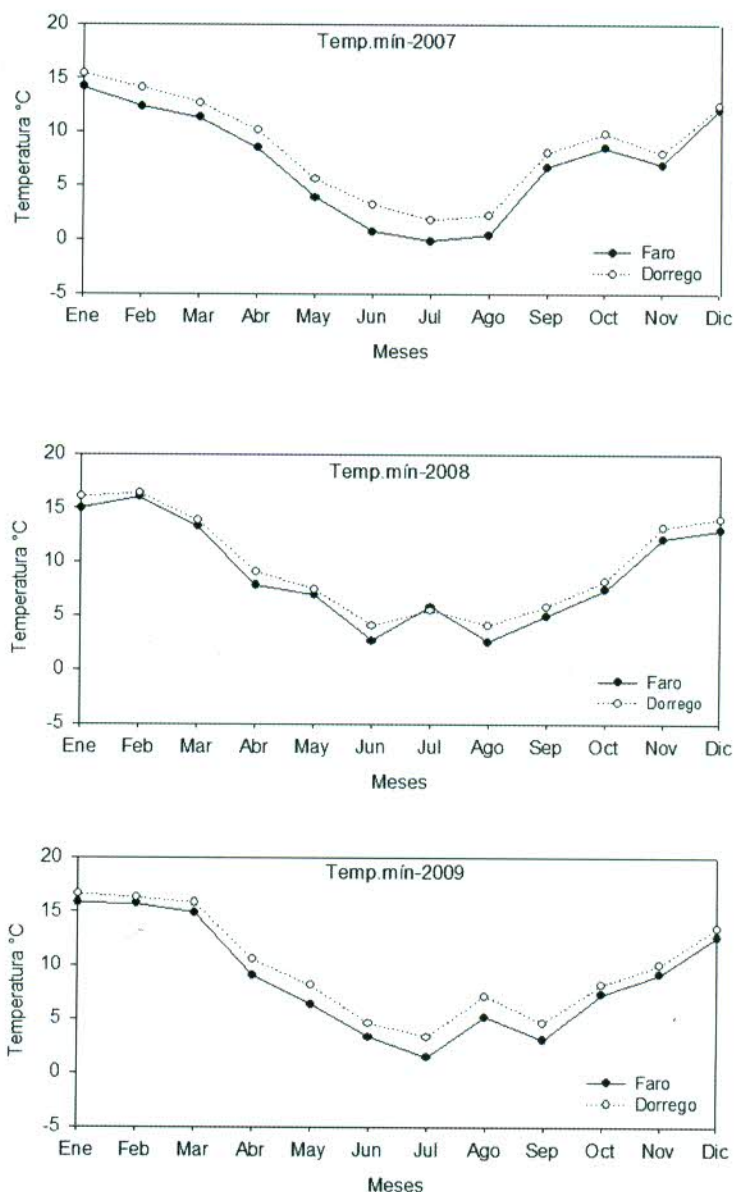 Temp.mín-2007
20
15
10
5
0
-5
Temperatura °C
Faro
Dorrego
Ene Feb Mar Abr May Jun Jul Ago Sep Oct Nov Dic
Meses
Temp.mín-2008
20
15
10
5
0
-5
Temperatura °C
Faro
Dorrego
Ene Feb Mar Abr May Jun Jul Ago Sep Oct Nov Dic
Meses
Temp.mín-2009
20
15
10
5
0
-5
Temperatura °C
Faro
Dorrego
Ene Feb Mar Abr May Jun Jul Ago Sep Oct Nov Dic
Meses